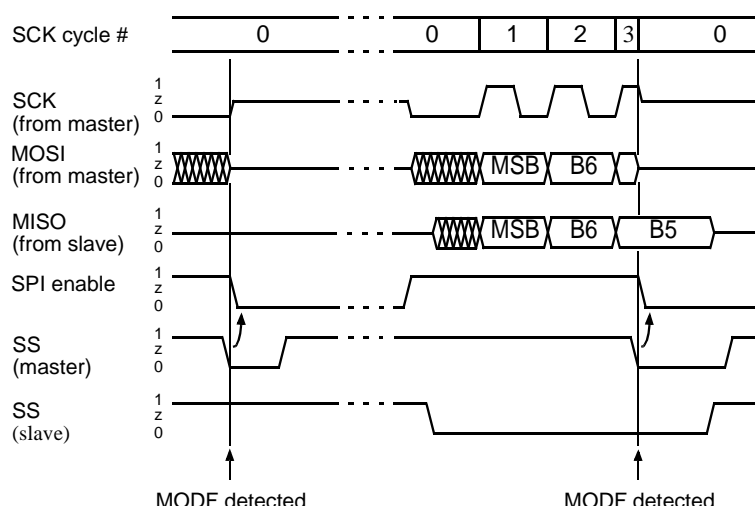 SCK cycle # 0 0 1 2 3 0
SCK
(from master)
1
z
0
MOSI
(from master)
1
z
0
MSB B6
MISO
(from slave)
1
z
0
MSB B6 B5
SPI enable
1
z
0
SS
(master)
1
z
0
SS
(slave)
1
z
0
MODF detected MODF detected